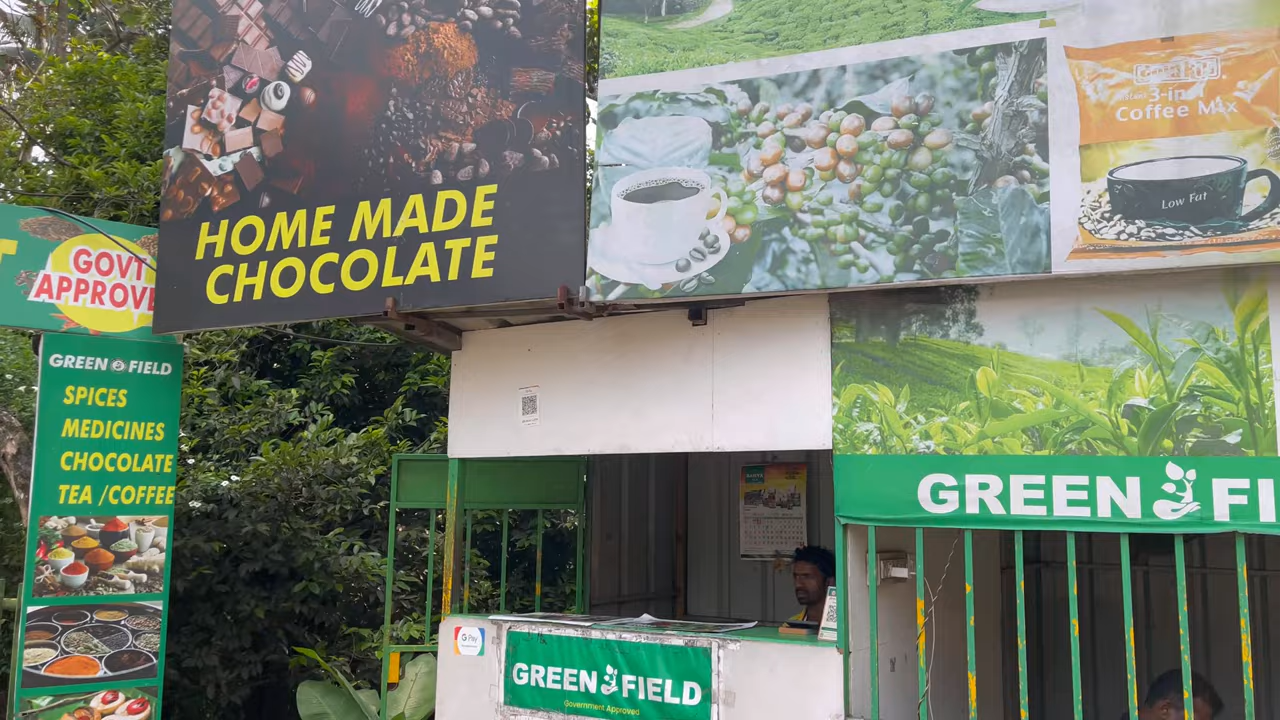 HOME MADE
CHOCOLATE
3-in
Coffee Mix
Low Fat
GOVT
APPROVE
GREEN FIELD
SPICES
MEDICINES
CHOCOLATE
TEA /COFFEE
GREEN FI
G Pay
GREEN FIELD
Government Approved